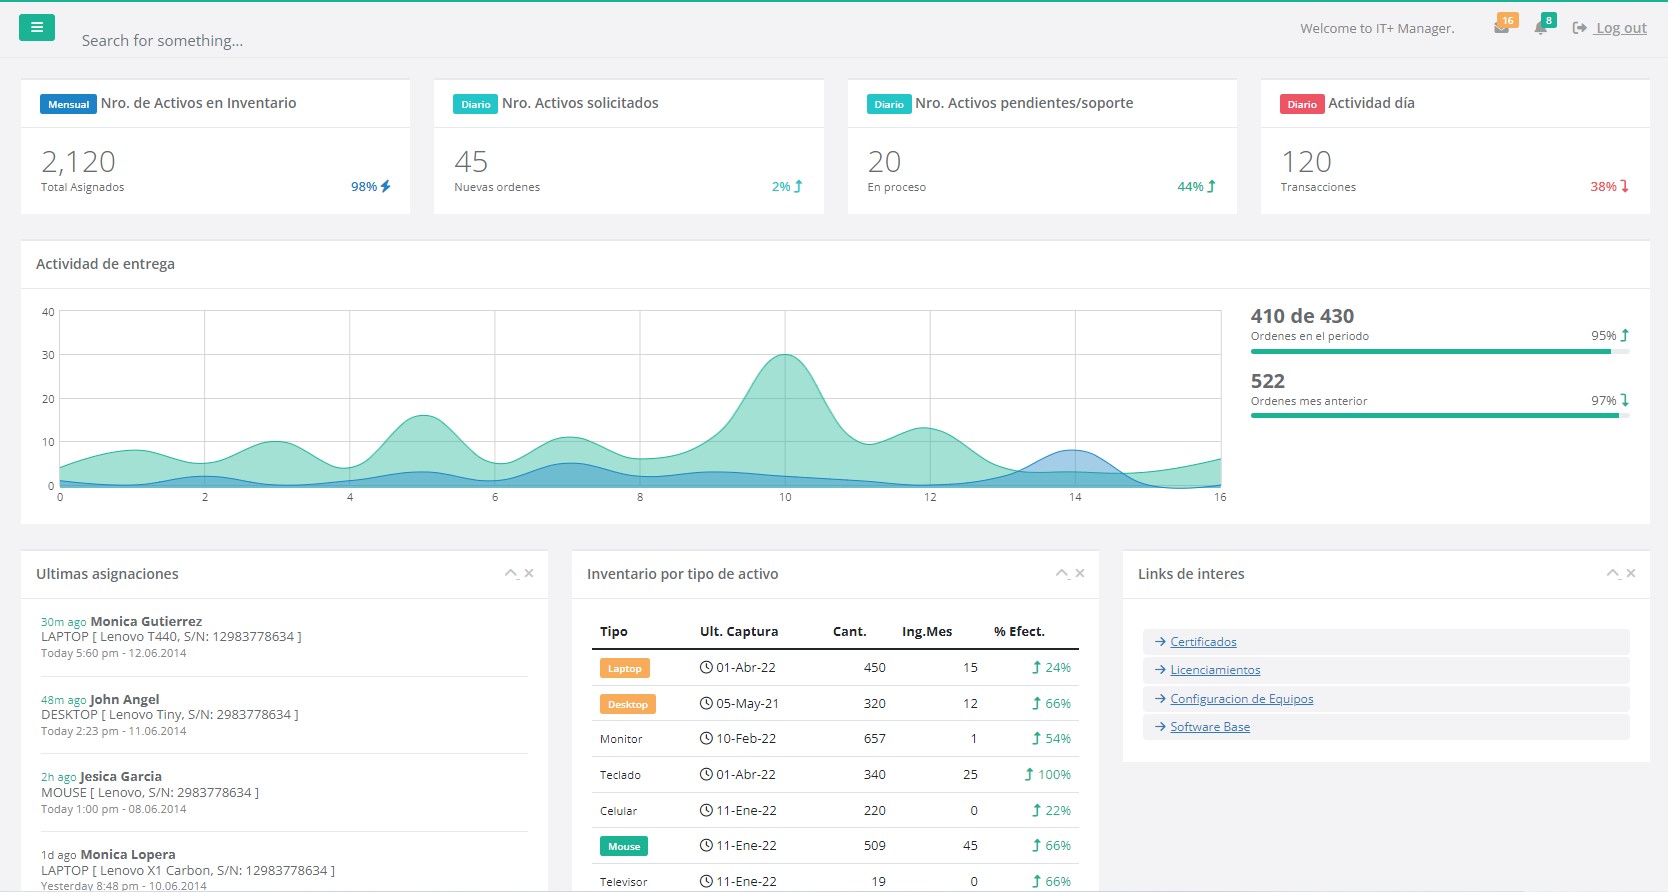 Search for something...
Welcome to IT+ Manager.
16
8
Log out
Mensual Nro. de Activos en Inventario
2,120
Total Asignados
98%
Diario Nro. Activos solicitados
45
Nuevas ordenes
2%
Diario Nro. Activos pendientes/soporte
20
En proceso
44%
Diario Actividad día
120
Transacciones
38%
Actividad de entrega
40
30
20
10
0
0 2 4 6 8 10 12 14 16
410 de 430
Ordenes en el periodo 95%
522
Ordenes mes anterior 97%
Ultimas asignaciones
30m ago Monica Gutierrez
LAPTOP [ Lenovo T440, S/N: 12983778634 ]
Today 5:60 pm - 12.06.2014
48m ago John Angel
DESKTOP [ Lenovo Tiny, S/N: 2983778634 ]
Today 2:23 pm - 11.06.2014
2h ago Jesica Garcia
MOUSE [ Lenovo, S/N: 2983778634 ]
Today 1:00 pm - 08.06.2014
1d ago Monica Lopera
LAPTOP [ Lenovo X1 Carbon, S/N: 12983778634 ]
Yesterday 8:48 pm - 10.06.2014
Inventario por tipo de activo
Tipo Ult. Captura Cant. Ing.Mes % Efect.
Laptop 01-Abr-22 450 15 24%
Desktop 05-May-21 320 12 66%
Monitor 10-Feb-22 657 1 54%
Teclado 01-Abr-22 340 25 100%
Celular 11-Ene-22 220 0 22%
Mouse 11-Ene-22 509 45 66%
Televisor 11-Ene-22 19 0 66%
Links de interes
Certificados
Licenciamientos
Configuracion de Equipos
Software Base